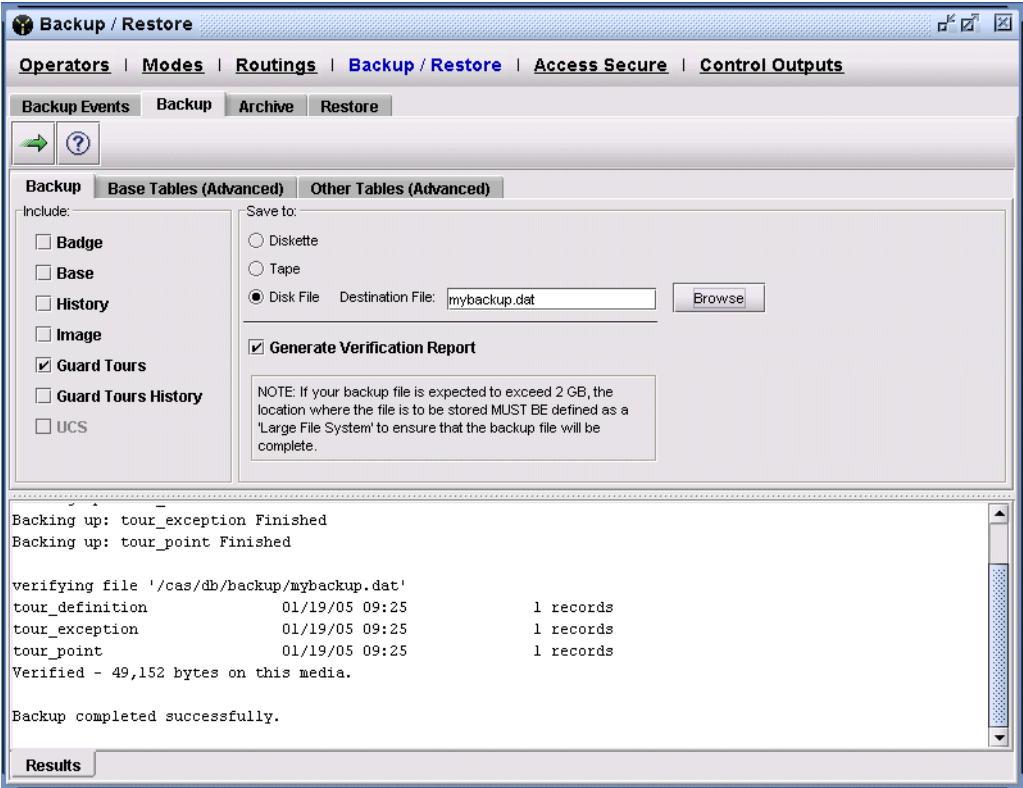 Backup / Restore
Operators | Modes | Routings | Backup / Restore | Access Secure | Control Outputs
Backup Events Backup Archive Restore
?
Backup Base Tables (Advanced) Other Tables (Advanced)
Include:
Badge
Base
History
Image
Guard Tours
Guard Tours History
UCS
Save to:
Diskette
Tape
Disk File Destination File: mybackup.dat Browse
Generate Verification Report
NOTE: If your backup file is expected to exceed 2 GB, the
location where the file is to be stored MUST BE defined as a
'Large File System' to ensure that the backup file will be
complete.
Backing up: tour_exception Finished
Backing up: tour_point Finished
verifying file '/cas/db/backup/mybackup.dat'
tour_definition 01/19/05 09:25 1 records
tour_exception 01/19/05 09:25 1 records
tour_point 01/19/05 09:25 1 records
Verified - 49,152 bytes on this media.
Backup completed successfully.
Results